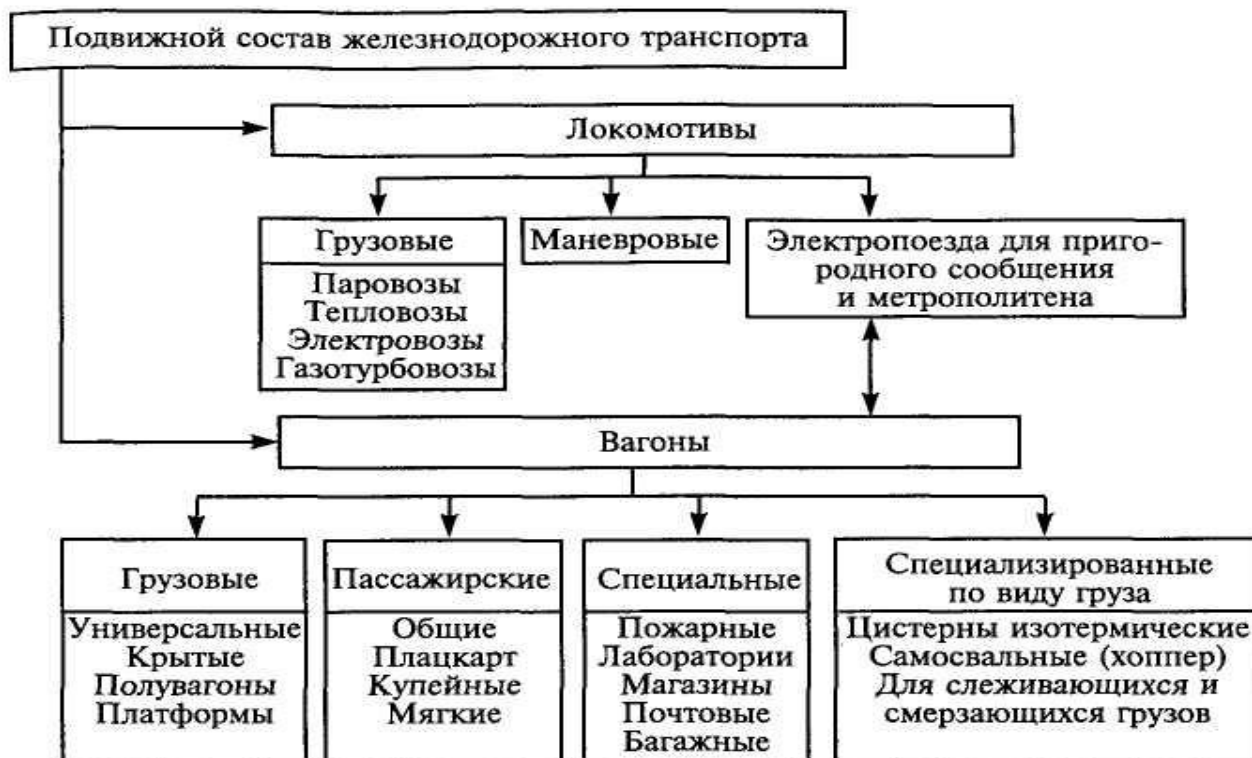 Подвижной состав железнодорожного транспорта
Локомотивы
Грузовые
Паровозы
Тепловозы
Электровозы
Газотурбовозы
Маневровые
Электропоезда для приго-
родного сообщения
и метрополитена
Вагоны
Грузовые
Универсальные
Крытые
Полувагоны
Платформы
Пассажирские
Общие
Плацкарт
Купейные
Мягкие
Специальные
Пожарные
Лаборатории
Магазины
Почтовые
Багажные
Специализированные
по виду груза
Цистерны изотермические
Самосвальные (хоппер)
Для слеживающихся и
смерзающихся грузов